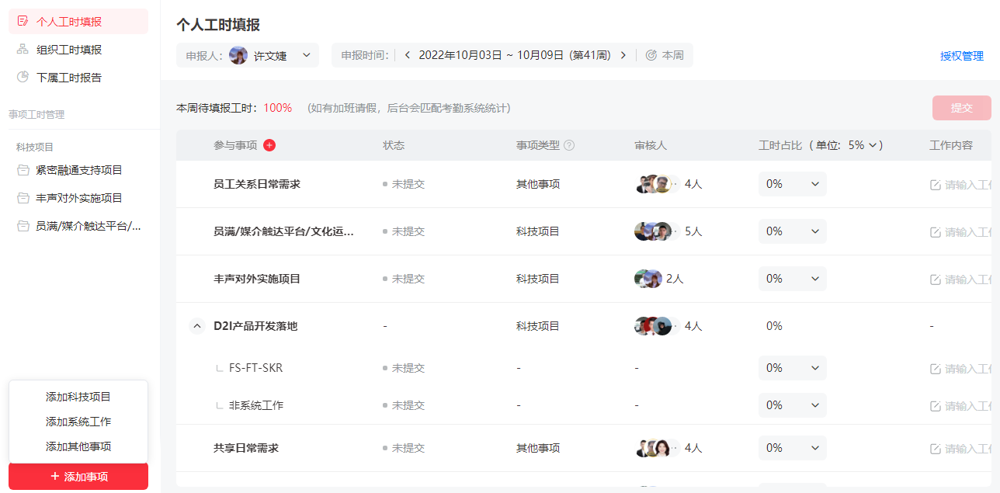 个人工时填报
组织工时填报
下属工时报告
事项工时管理
科技项目
紧密融通支持项目
丰声对外实施项目
员满/媒介触达平台/...
添加科技项目
添加系统工作
添加其他事项
+ 添加事项
个人工时填报
申报人: 许文婕
申报时间: 2022年10月03日 ~ 10月09日 (第41周) 本周
授权管理
本周待填报工时: 100% (如有加班请假，后台会匹配考勤系统统计)
提交
参与事项 状态 事项类型 审核人 工时占比 ( 单位: 5% ) 工作内容
员工关系日常需求 未提交 其他事项 4人 0% 请输入工
员满/媒介触达平台/文化运... 未提交 科技项目 5人 0% 请输入工
丰声对外实施项目 未提交 科技项目 2人 0% 请输入工
D2I产品开发落地 - 科技项目 4人 0% -
FS-FT-SKR 未提交 - - 0% 请输入工
非系统工作 未提交 - - 0% 请输入工
共享日常需求 未提交 其他事项 4人 0% 请输入工